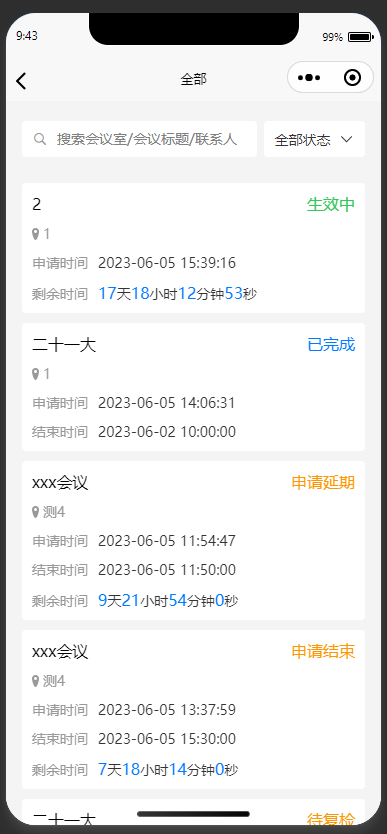 9:43 99%
全部
搜索会议室/会议标题/联系人 全部状态
2 生效中
1
申请时间 2023-06-05 15:39:16
剩余时间 17天18小时12分钟53秒
二十一大 已完成
1
申请时间 2023-06-05 14:06:31
结束时间 2023-06-02 10:00:00
xxx会议 申请延期
测4
申请时间 2023-06-05 11:54:47
结束时间 2023-06-05 11:50:00
剩余时间 9天21小时54分钟0秒
xxx会议 申请结束
测4
申请时间 2023-06-05 13:37:59
结束时间 2023-06-05 15:30:00
剩余时间 7天18小时14分钟0秒
二十一大 待复检